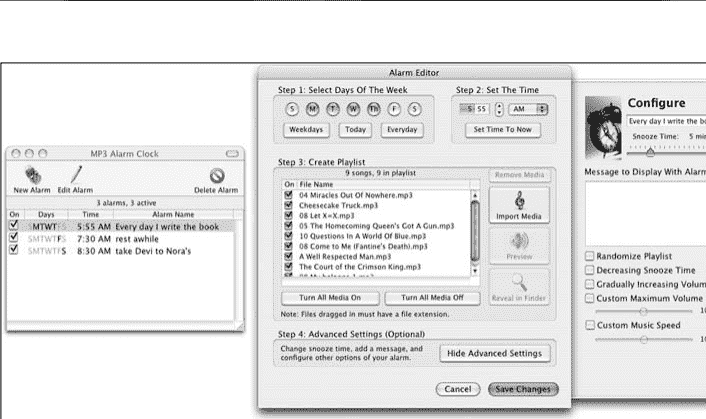 MP3 Alarm Clock
New Alarm Edit Alarm Delete Alarm
3 alarms, 3 active
On Days Time Alarm Name
SMTWTFS 5:55 AM Every day I write the book
SMTWTFS 7:30 AM rest awhile
SMTWTFS 8:30 AM take Devi to Nora's
Alarm Editor
Step 1: Select Days Of The Week
S M T W Th F S
Weekdays Today Everyday
Step 2: Set The Time
5: 55 AM
Set Time To Now
Step 3: Create Playlist
9 songs, 9 in playlist
On File Name
04 Miracles Out Of Nowhere.mp3
Cheesecake Truck.mp3
08 Let X=X.mp3
05 The Homecoming Queen's Got A Gun.mp3
10 Questions In A World Of Blue.mp3
08 Come to Me (Fantine's Death).mp3
A Well Respected Man.mp3
The Court of the Crimson King.mp3
Turn All Media On Turn All Media Off
Note: Files dragged in must have a file extension.
Remove Media
Import Media
Preview
Reveal in Finder
Step 4: Advanced Settings (Optional)
Change snooze time, add a message, and
configure other options of your alarm.
Hide Advanced Settings
Cancel Save Changes
Configure
Every day I write the bo
Snooze Time: 5 mi
Message to Display With Alarm
Randomize Playlist
Decreasing Snooze Time
Gradually Increasing Volum
Custom Maximum Volume
10
Custom Music Speed
10